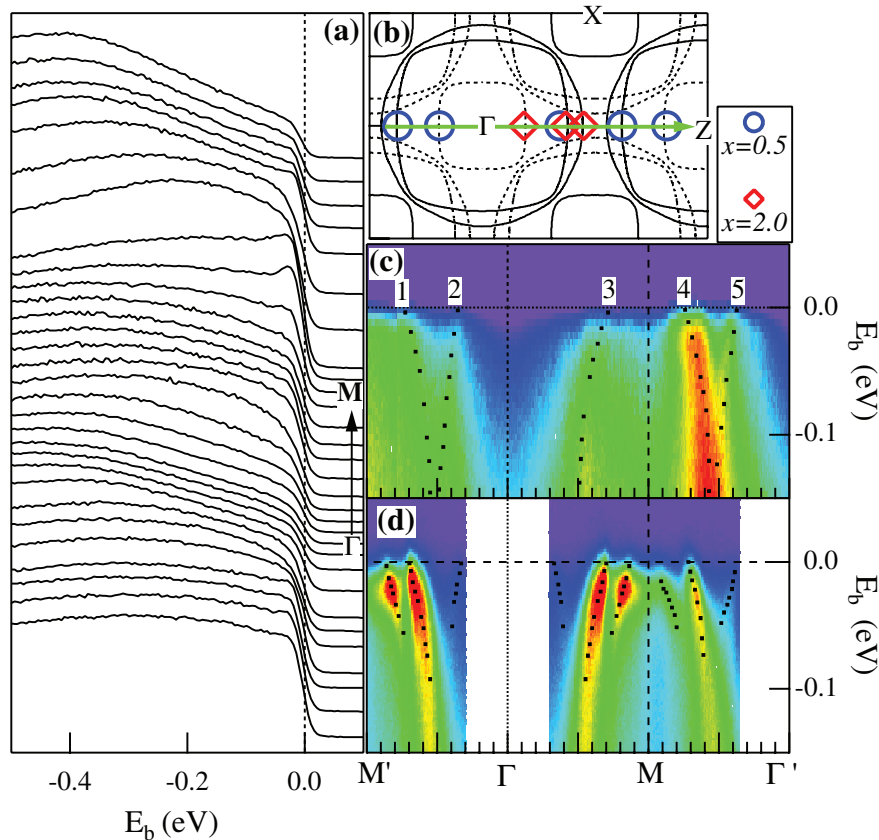 (a)
M
Γ
-0.4
-0.2
0.0
E_b (eV)
(b)
X
Γ
Z
x=0.5
x=2.0
(c)
1
2
3
4
5
0.0
-0.1
E_b (eV)
(d)
0.0
-0.1
E_b (eV)
M'
Γ
M
Γ'